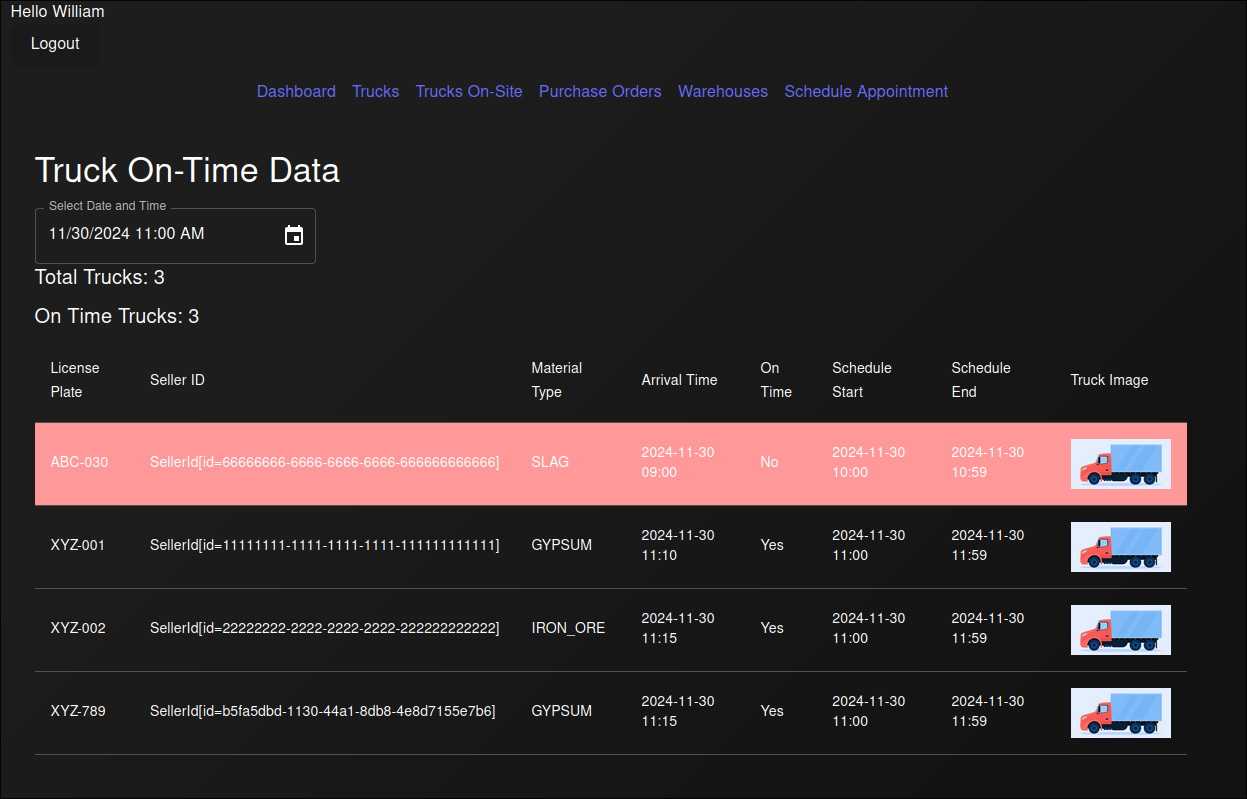 Hello William
Logout
Dashboard Trucks Trucks On-Site Purchase Orders Warehouses Schedule Appointment
Truck On-Time Data
Select Date and Time
11/30/2024 11:00 AM
Total Trucks: 3
On Time Trucks: 3
License Plate Seller ID Material Type Arrival Time On Time Schedule Start Schedule End Truck Image
ABC-030 SellerId[id=66666666-6666-6666-6666-666666666666] SLAG 2024-11-30 09:00 No 2024-11-30 10:00 2024-11-30 10:59
XYZ-001 SellerId[id=11111111-1111-1111-1111-111111111111] GYPSUM 2024-11-30 11:10 Yes 2024-11-30 11:00 2024-11-30 11:59
XYZ-002 SellerId[id=22222222-2222-2222-2222-222222222222] IRON_ORE 2024-11-30 11:15 Yes 2024-11-30 11:00 2024-11-30 11:59
XYZ-789 SellerId[id=b5fa5dbd-1130-44a1-8db8-4e8d7155e7b6] GYPSUM 2024-11-30 11:15 Yes 2024-11-30 11:00 2024-11-30 11:59